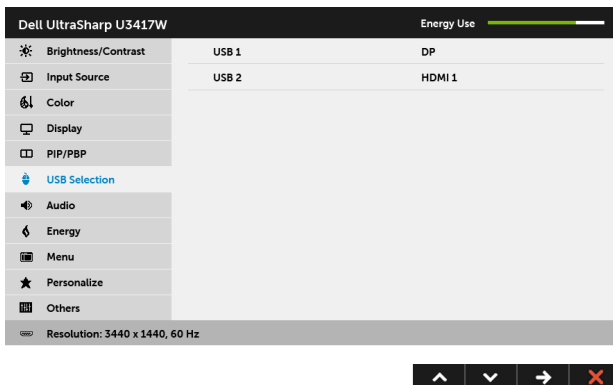 Dell UltraSharp U3417W Energy Use
Brightness/Contrast USB 1 DP
Input Source USB 2 HDMI 1
Color
Display
PIP/PBP
USB Selection
Audio
Energy
Menu
Personalize
Others
Resolution: 3440 x 1440, 60 Hz